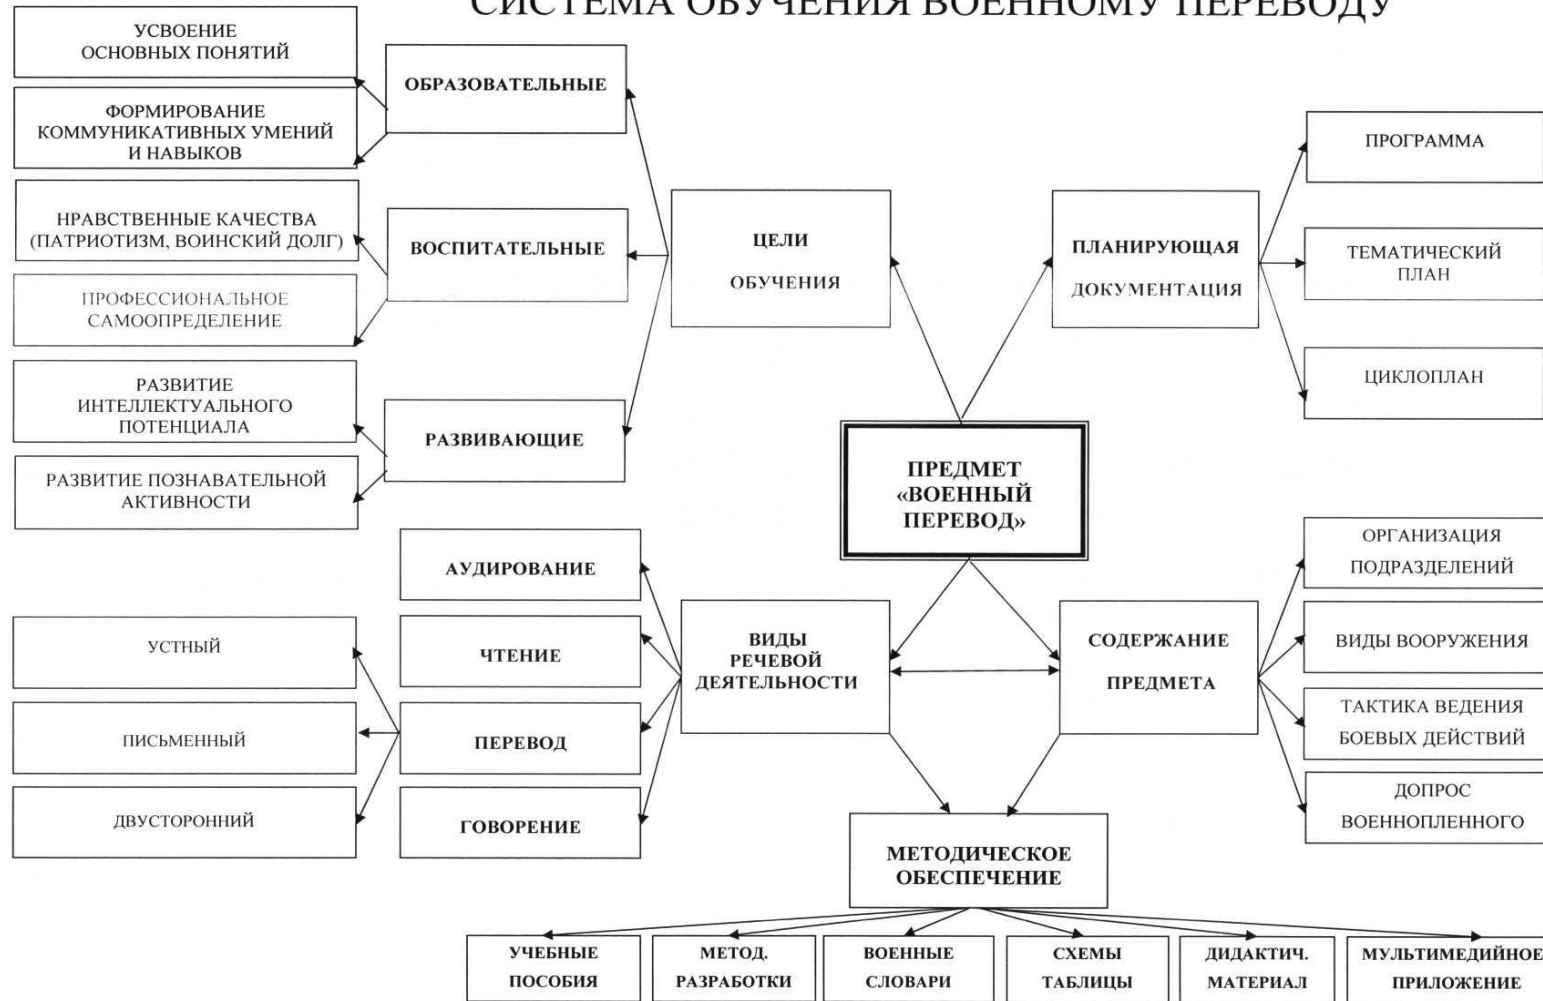 СИСТЕМА ОБУЧЕНИЯ ВОЕННОМУ ПЕРЕВОДУ
УСВОЕНИЕ
ОСНОВНЫХ ПОНЯТИЙ
ФОРМИРОВАНИЕ
КОММУНИКАТИВНЫХ УМЕНИЙ
И НАВЫКОВ
НРАВСТВЕННЫЕ КАЧЕСТВА
(ПАТРИОТИЗМ, ВОИНСКИЙ ДОЛГ)
ПРОФЕССИОНАЛЬНОЕ
САМООПРЕДЕЛЕНИЕ
РАЗВИТИЕ
ИНТЕЛЛЕКТУАЛЬНОГО
ПОТЕНЦИАЛА
РАЗВИТИЕ ПОЗНАВАТЕЛЬНОЙ
АКТИВНОСТИ
ОБРАЗОВАТЕЛЬНЫЕ
ВОСПИТАТЕЛЬНЫЕ
РАЗВИВАЮЩИЕ
ЦЕЛИ
ОБУЧЕНИЯ
ПЛАНИРУЮЩАЯ
ДОКУМЕНТАЦИЯ
ПРОГРАММА
ТЕМАТИЧЕСКИЙ
ПЛАН
ЦИКЛОПЛАН
ПРЕДМЕТ
«ВОЕННЫЙ
ПЕРЕВОД»
УСТНЫЙ
ПИСЬМЕННЫЙ
ДВУСТОРОННИЙ
АУДИРОВАНИЕ
ЧТЕНИЕ
ПЕРЕВОД
ГОВОРЕНИЕ
ВИДЫ
РЕЧЕВОЙ
ДЕЯТЕЛЬНОСТИ
СОДЕРЖАНИЕ
ПРЕДМЕТА
ОРГАНИЗАЦИЯ
ПОДРАЗДЕЛЕНИЙ
ВИДЫ ВООРУЖЕНИЯ
ТАКТИКА ВЕДЕНИЯ
БОЕВЫХ ДЕЙСТВИЙ
ДОПРОС
ВОЕННОПЛЕННОГО
МЕТОДИЧЕСКОЕ
ОБЕСПЕЧЕНИЕ
УЧЕБНЫЕ
ПОСОБИЯ
МЕТОД.
РАЗРАБОТКИ
ВОЕННЫЕ
СЛОВАРИ
СХЕМЫ
ТАБЛИЦЫ
ДИДАКТИЧ.
МАТЕРИАЛ
МУЛЬТИМЕДИЙНОЕ
ПРИЛОЖЕНИЕ